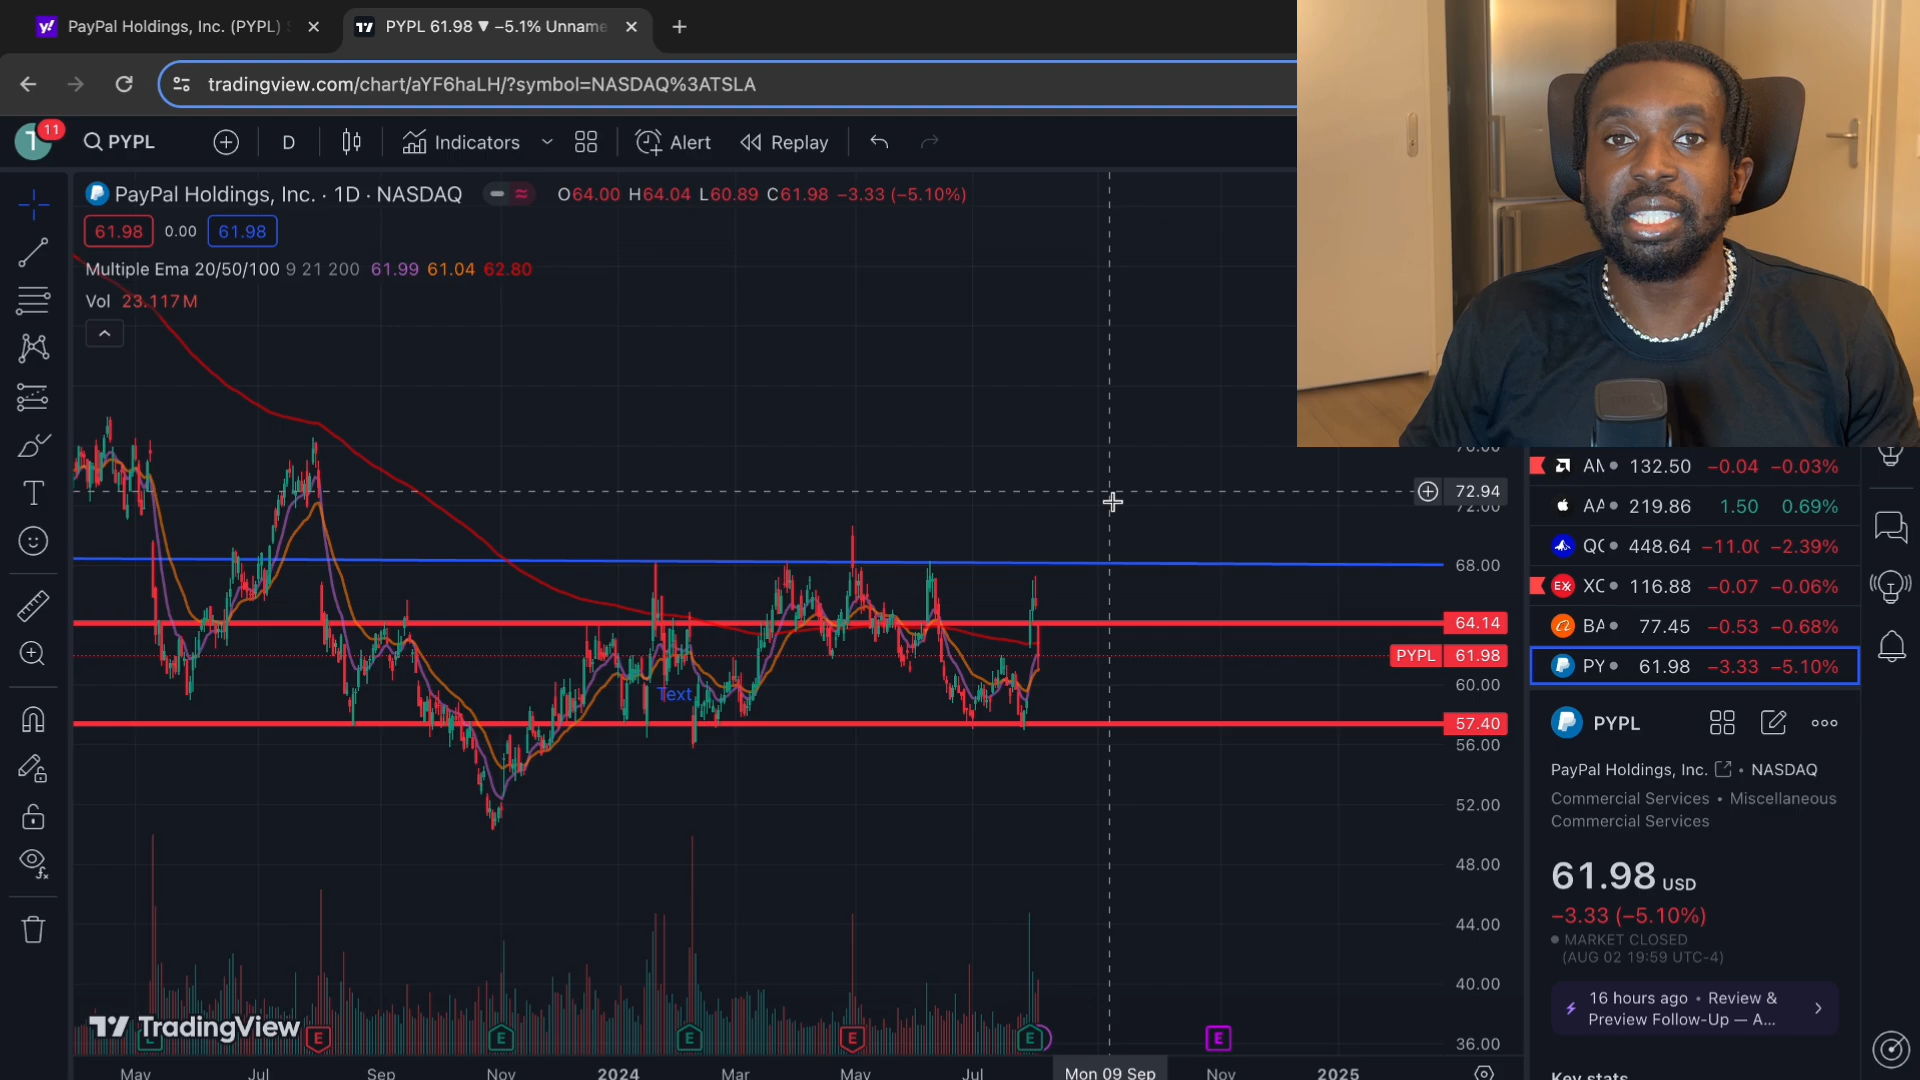 PayPal Holdings, Inc. (PYPL)
PYPL 61.98 ▼ −5.1% Unname
tradingview.com/chart/aYF6haLH/?symbol=NASDAQ%3ATSLA
T
11
PYPL
D
Indicators
Alert
Replay
PayPal Holdings, Inc. · 1D · NASDAQ
O64.00 H64.04 L60.89 C61.98 −3.33 (−5.10%)
61.98 0.00 61.98
Multiple Ema 20/50/100 9 21 200 61.99 61.04 62.80
Vol 23.117M
Text
72.94
72.00
68.00
64.14
PYPL 61.98
60.00
57.40
56.00
52.00
48.00
44.00
40.00
36.00
TradingView
E
E
E
E
E
E
May
Jul
Sep
Nov
2024
Mar
May
Jul
Mon 09 Sep
Nov
2025
132.50 −0.04 −0.03%
AA 219.86 1.50 0.69%
448.64 −2.39%
116.88 −0.07 −0.06%
BA 77.45 −0.53 −0.68%
PY 61.98 −3.33 −5.10%
PYPL
PayPal Holdings, Inc. • NASDAQ
Commercial Services • Miscellaneous
Commercial Services
61.98 USD
−3.33 (−5.10%)
MARKET CLOSED
(AUG 02 19:59 UTC-4)
16 hours ago • Review &
Preview Follow-Up — A...
Key stats